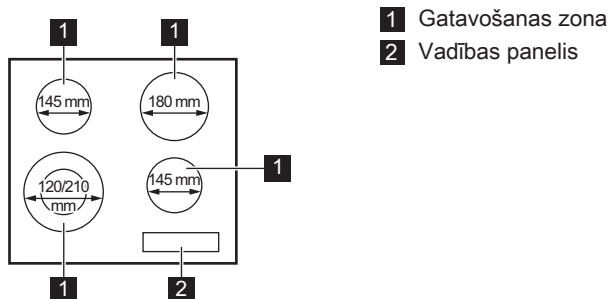 1 1
145 mm 180 mm
120/210
mm
145 mm
1
1 2
1 Gatavošanas zona
2 Vadības panelis